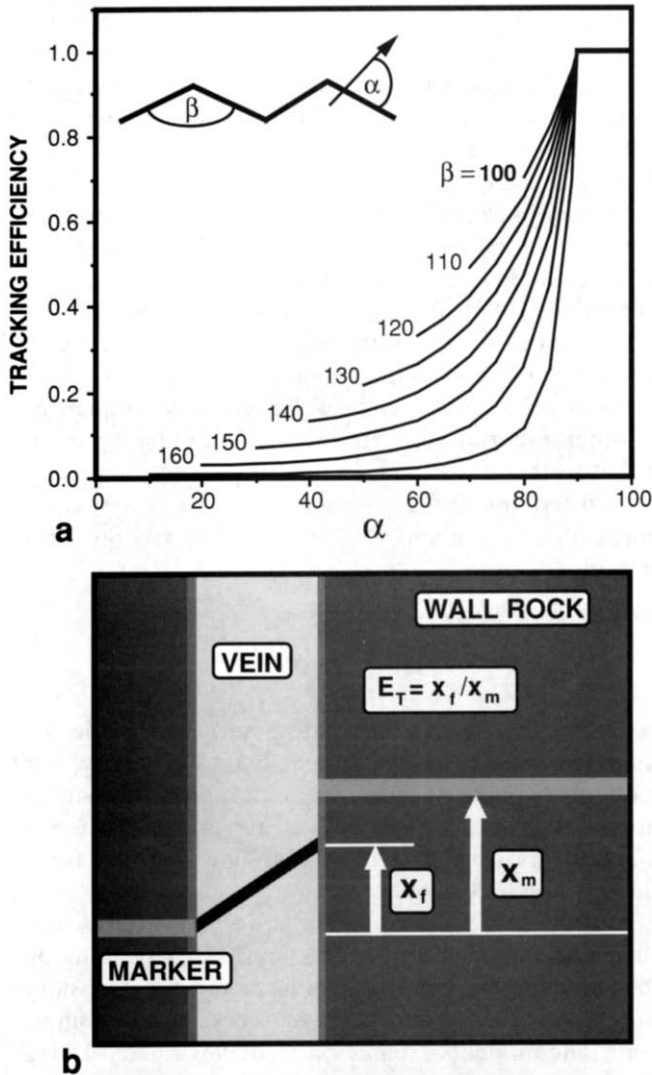 TRACKING EFFICIENCY
1.0
0.8
0.6
0.4
0.2
0.0
β
α
β = 100
110
120
130
140
150
160
0
20
40
60
80
100
α
a
WALL ROCK
VEIN
E_T = x_f/x_m
x_f
x_m
MARKER
b